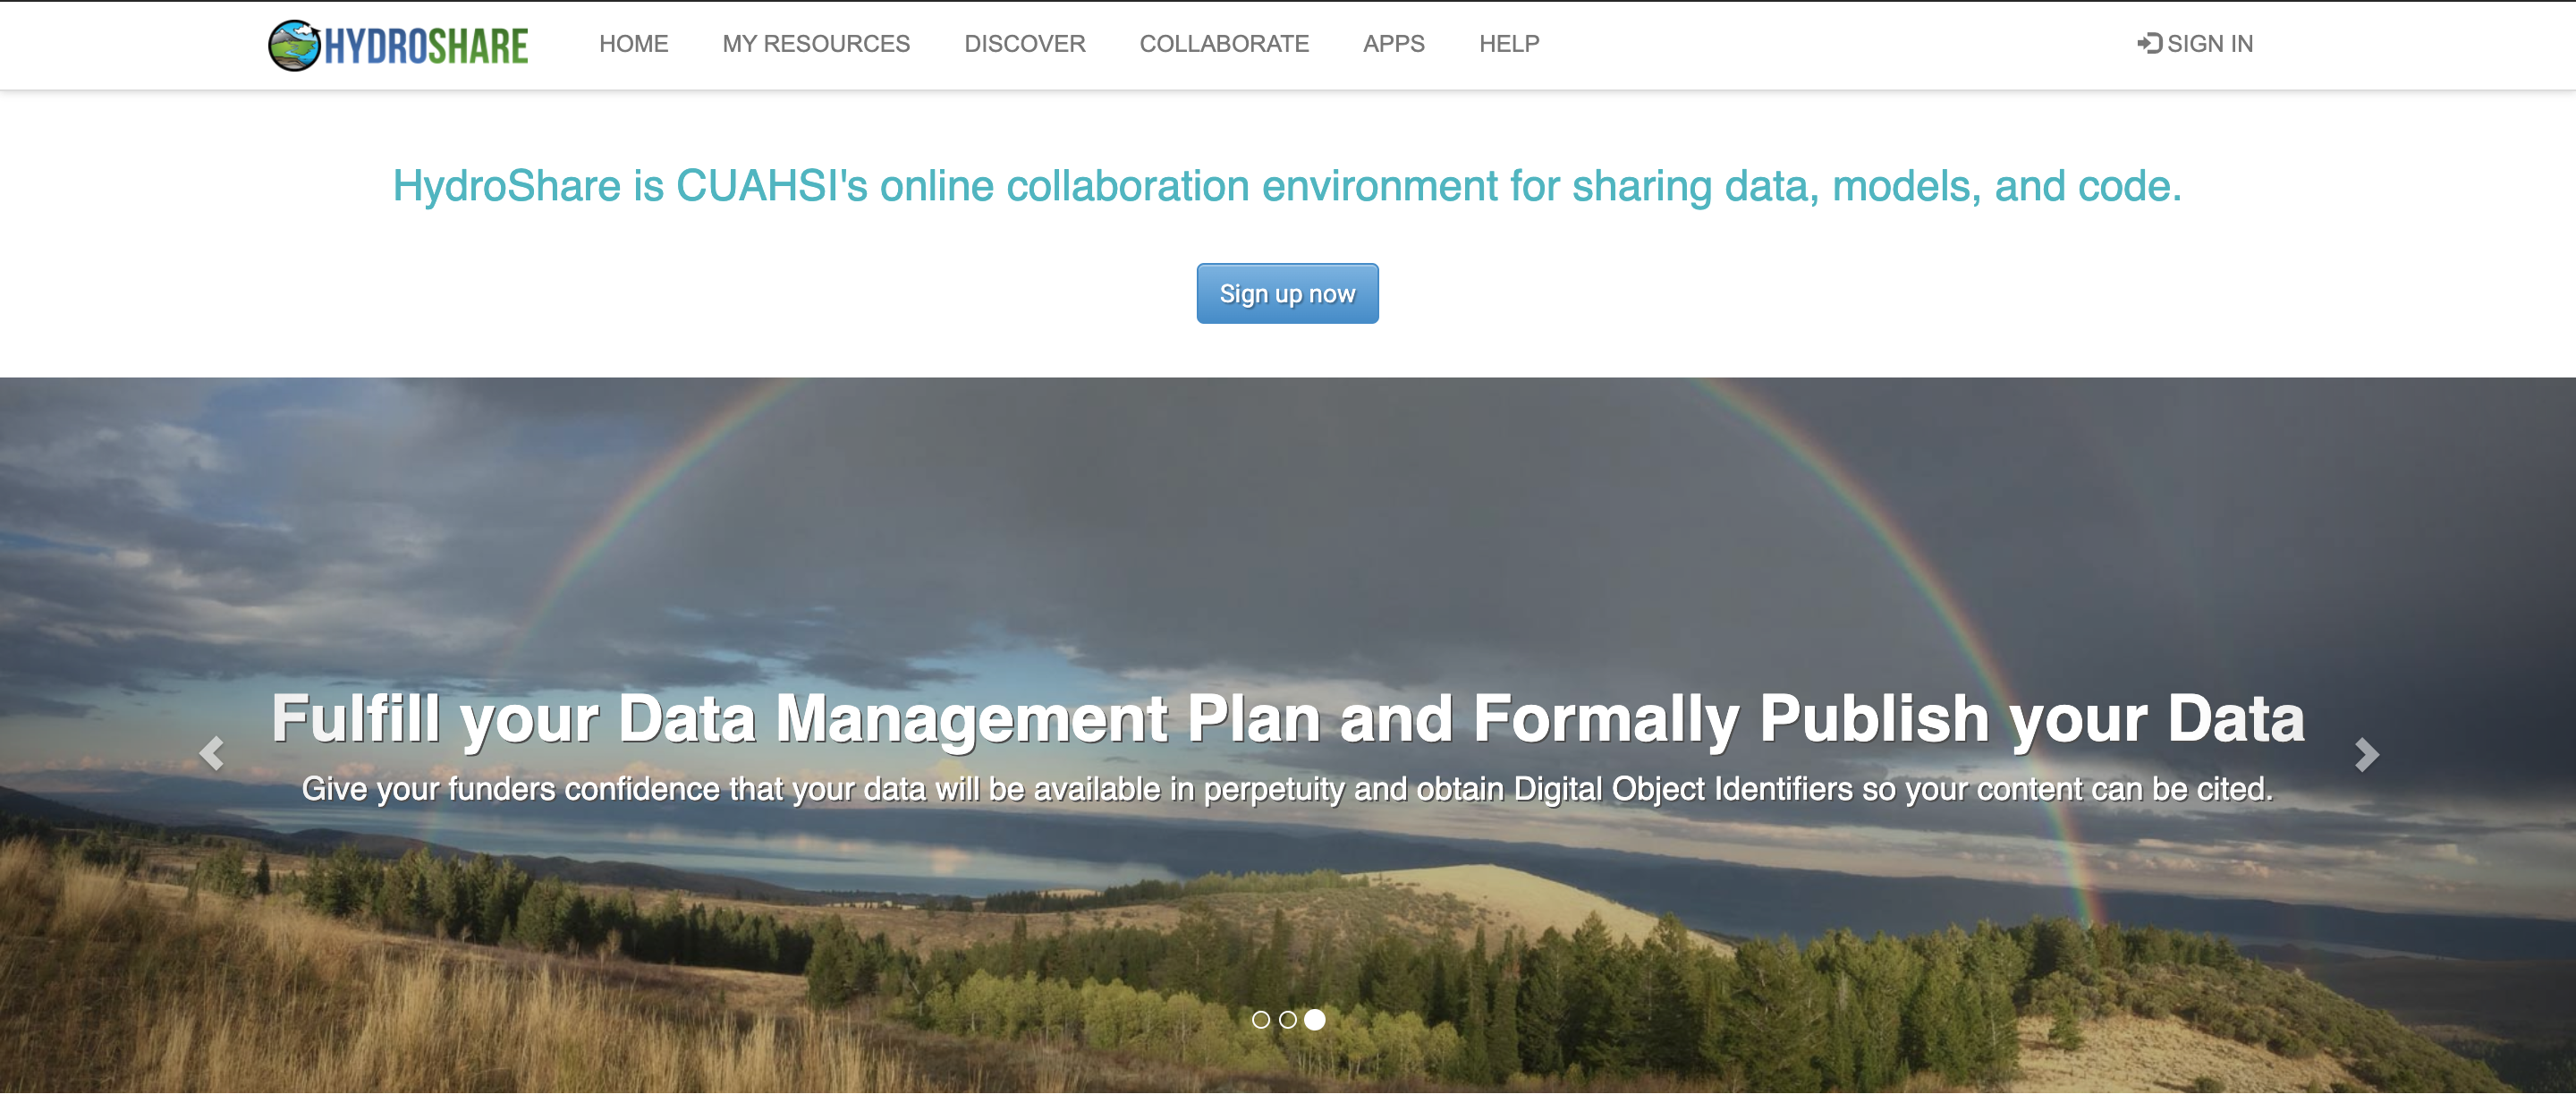 HYDROSHARE
HOME
MY RESOURCES
DISCOVER
COLLABORATE
APPS
HELP
SIGN IN
HydroShare is CUAHSI's online collaboration environment for sharing data, models, and code.
Sign up now
Fulfill your Data Management Plan and Formally Publish your Data
Give your funders confidence that your data will be available in perpetuity and obtain Digital Object Identifiers so your content can be cited.